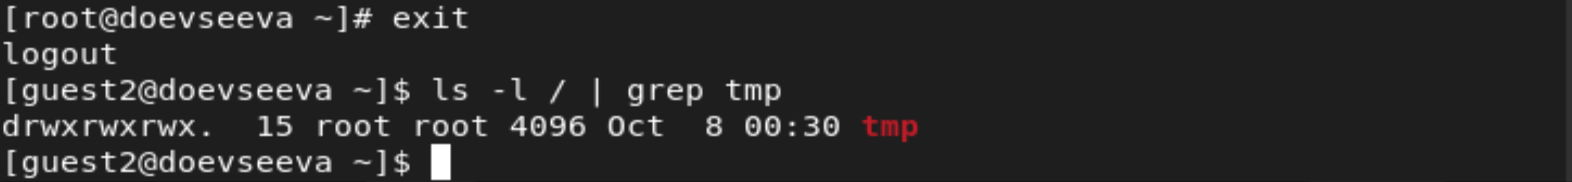 [root@doevseeva ~]# exit
logout
[guest2@doevseeva ~]$ ls -l / | grep tmp
drwxrwxrwx.  15 root root 4096 Oct  8 00:30 tmp
[guest2@doevseeva ~]$